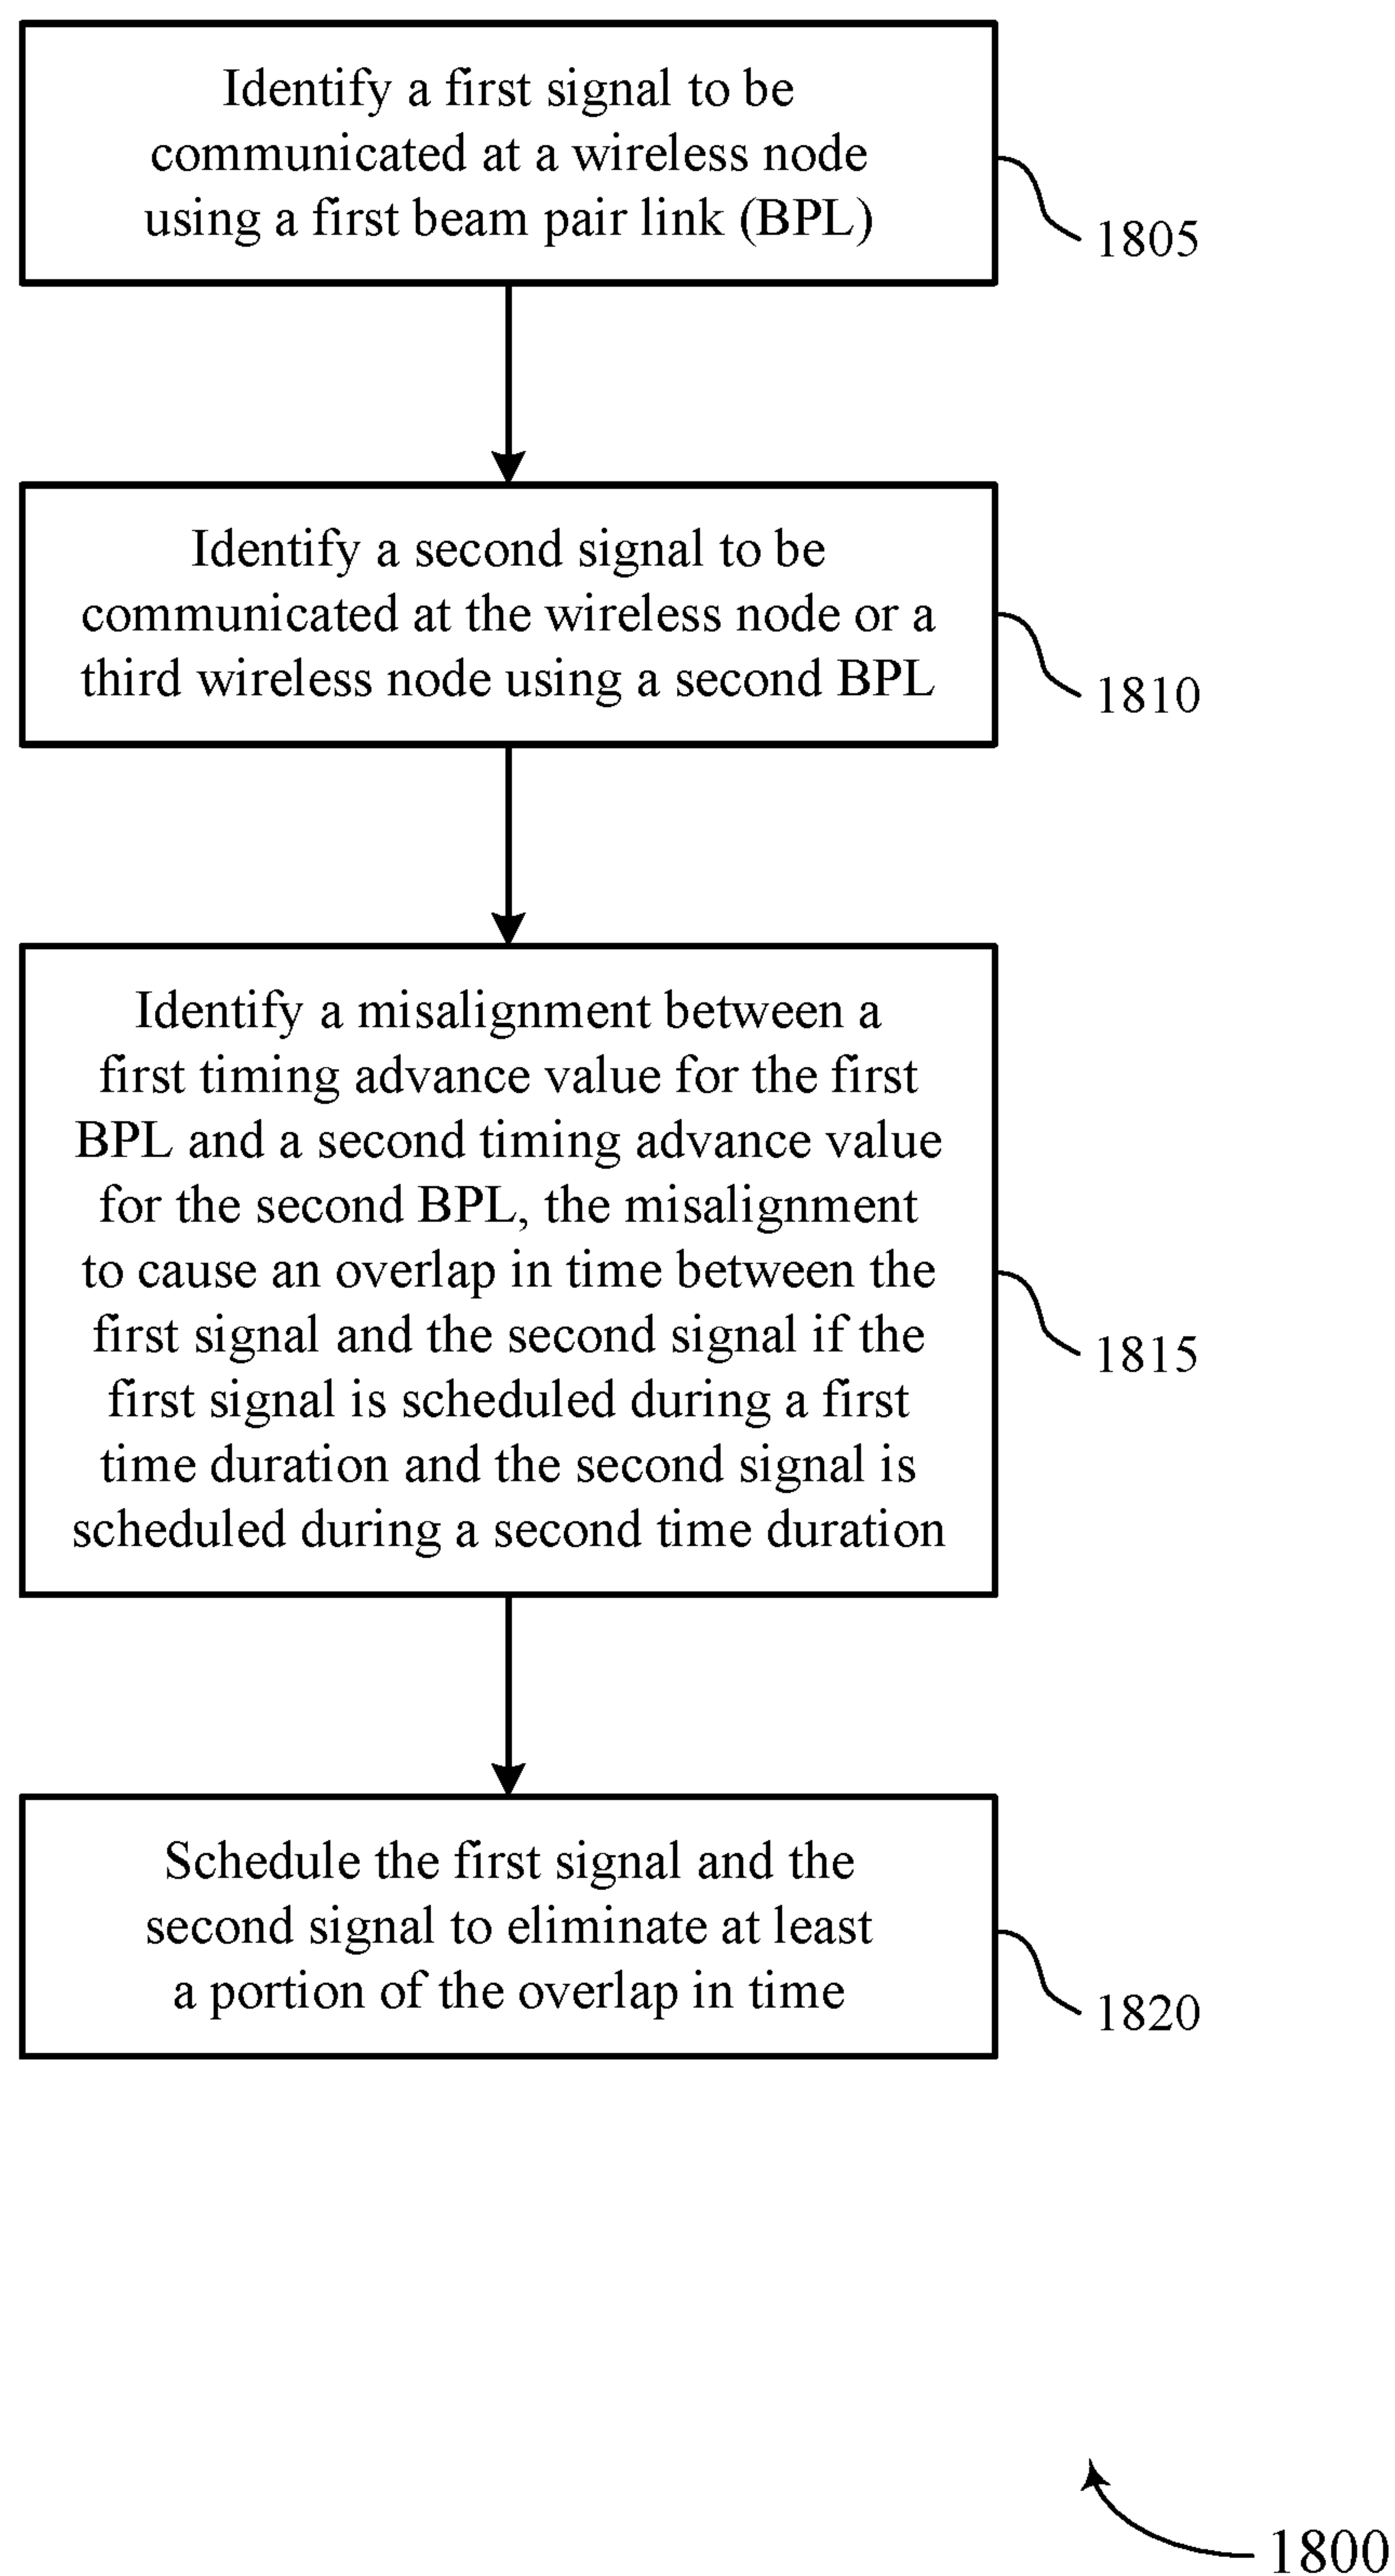 Identify a first signal to be
communicated at a wireless node
using a first beam pair link (BPL)
1805
Identify a second signal to be
communicated at the wireless node or a
third wireless node using a second BPL
1810
Identify a misalignment between a
first timing advance value for the first
BPL and a second timing advance value
for the second BPL, the misalignment
to cause an overlap in time between the
first signal and the second signal if the
first signal is scheduled during a first
time duration and the second signal is
scheduled during a second time duration
1815
Schedule the first signal and the
second signal to eliminate at least
a portion of the overlap in time
1820
1800